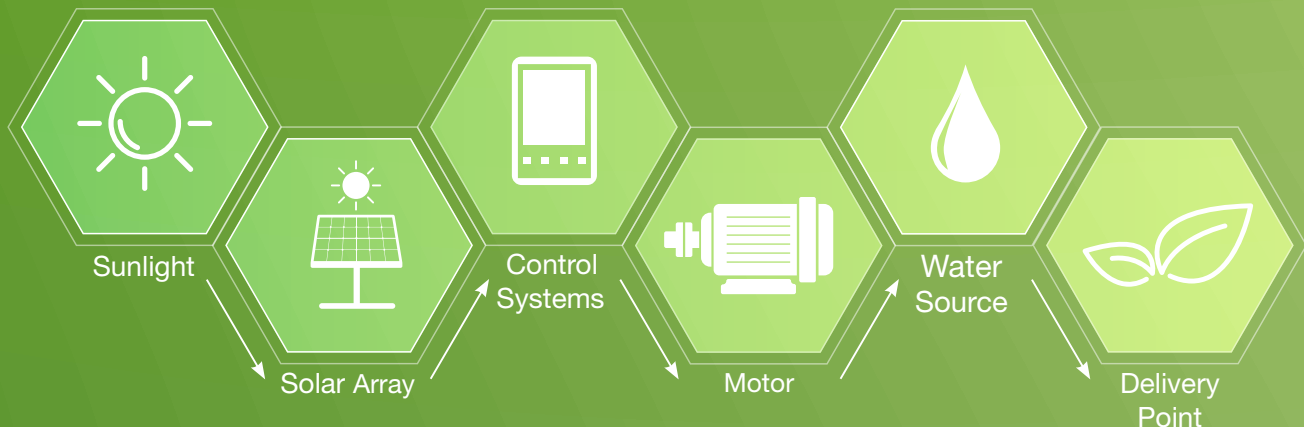 Sunlight
Solar Array
Control
Systems
Motor
Water
Source
Delivery
Point